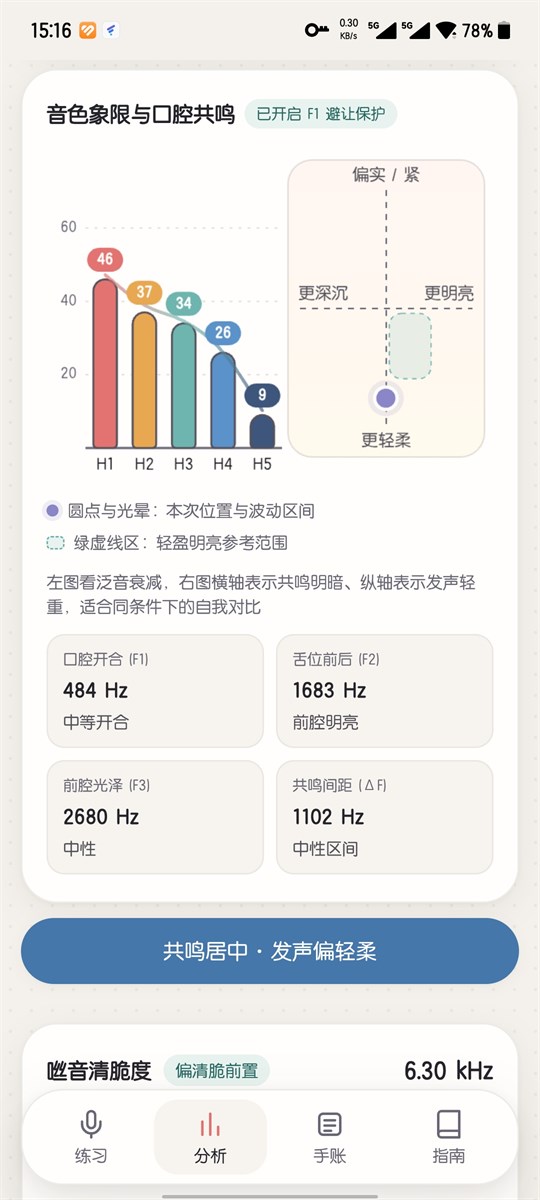 15:16
0.30
KB/s
5G
5G
78%
音色象限与口腔共鸣
已开启 F1 避让保护
60
40
20
46
37
34
26
9
H1
H2
H3
H4
H5
偏实 / 紧
更深沉
更明亮
更轻柔
圆点与光晕：本次位置与波动区间
绿虚线区：轻盈明亮参考范围
左图看泛音衰减，右图横轴表示共鸣明暗、纵轴表示发声轻
重，适合同条件下的自我对比
口腔开合 (F1)
484 Hz
中等开合
舌位前后 (F2)
1683 Hz
前腔明亮
前腔光泽 (F3)
2680 Hz
中性
共鸣间距 (ΔF)
1102 Hz
中性区间
共鸣居中 · 发声偏轻柔
咝音清脆度
偏清脆前置
6.30 kHz
练习
分析
手账
指南